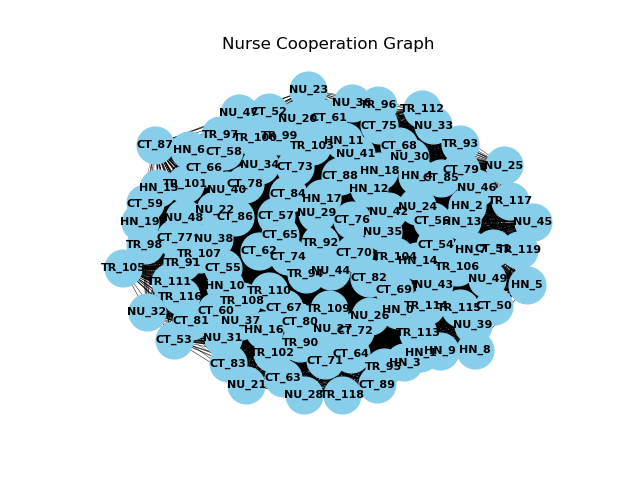 Nurse Cooperation Graph
NU_23
NU_36
TR_96
TR_112
NU_47
CT_52
NU_20
CT_61
CT_75
NU_33
TR_97
TR_100
TR_99
TR_103
HN_11
CT_68
TR_93
CT_87
HN_6
CT_58
NU_41
NU_30
CT_66
NU_34
CT_73
CT_88
HN_18
HN_4
CT_85
CT_79
NU_25
HN_15
TR_101
NU_40
CT_78
CT_84
HN_17
HN_12
NU_46
CT_59
NU_22
NU_24
HN_2
TR_117
HN_19
NU_48
CT_86
CT_57
NU_29
CT_76
NU_42
CT_56
HN_13
NU_45
CT_77
NU_38
CT_65
TR_92
NU_35
TR_98
TR_107
CT_62
CT_74
CT_70
TR_104
CT_54
TR_119
TR_105
TR_91
CT_55
NU_44
HN_14
TR_106
TR_111
HN_10
TR_110
CT_82
NU_43
NU_49
HN_5
TR_116
TR_108
CT_69
NU_32
CT_60
CT_67
TR_109
NU_26
HN_0
TR_114
TR_115
CT_50
CT_81
NU_37
CT_80
CT_72
NU_39
CT_53
NU_31
HN_16
TR_90
TR_113
TR_102
CT_64
HN_9
HN_8
CT_83
CT_71
TR_95
HN_3
NU_21
CT_63
CT_89
NU_28
TR_118